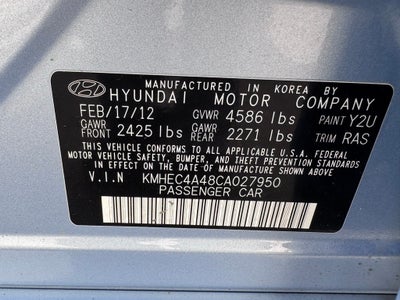 MANUFACTURED IN KOREA BY
HYUNDAI MOTOR COMPANY
FEB/17/12 GVWR 4586 lbs PAINT Y2U
GAWR FRONT 2425 lbs GAWR REAR 2271 lbs TRIM RAS
THIS VEHICLE CONFORMS TO ALL APPLICABLE U.S.A. FEDERAL
MOTOR VEHICLE SAFETY, BUMPER, AND THEFT PREVENTION STANDARDS
IN EFFECT ON THE DATE OF MANUFACTURE SHOWN ABOVE.
V.I.N KMHEC4A48CA027950
PASSENGER CAR